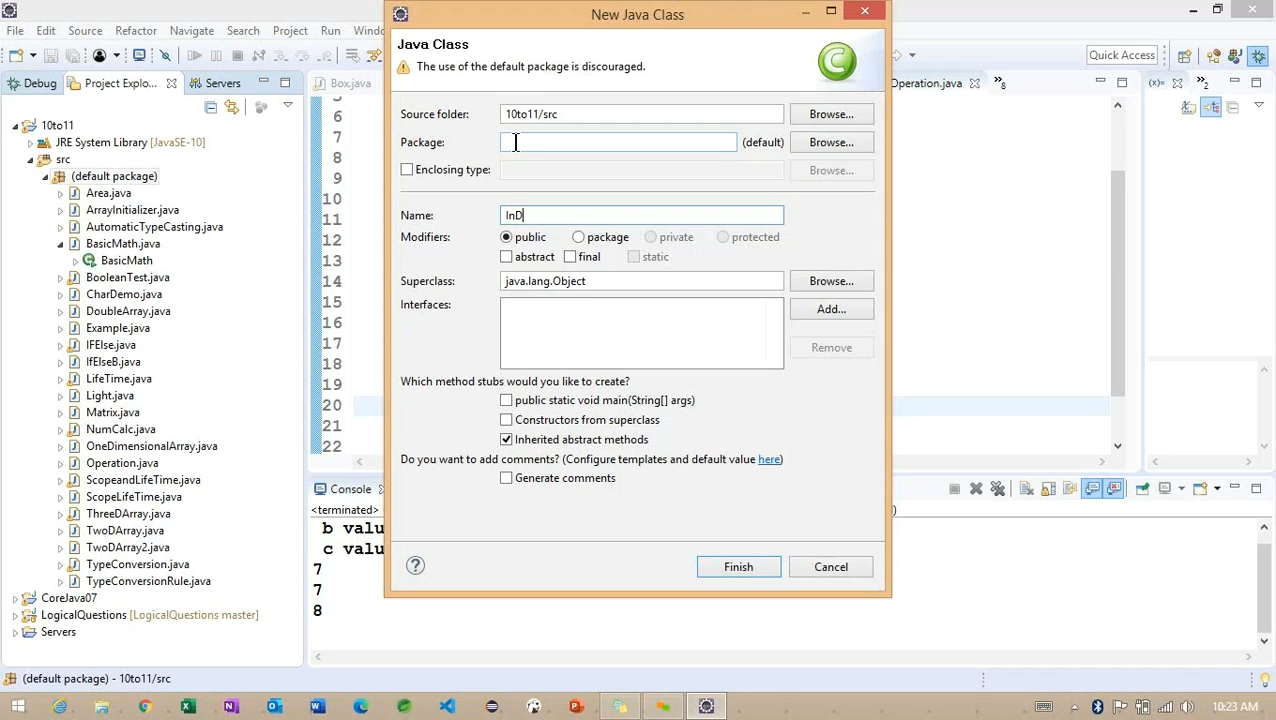 New Java Class
File Edit Source Refactor Navigate Search Project Run
Java Class
The use of the default package is discouraged.
Quick Access
Debug Project Explo... Servers
Box.java
Operation.java
8
(x)= 2
Source folder: 10to11/src Browse...
Package: (default) Browse...
Enclosing type: Browse...
Name: InD
Modifiers: public package private protected
abstract final static
Superclass: java.lang.Object Browse...
Interfaces: Add...
Remove
Which method stubs would you like to create?
public static void main(String[] args)
Constructors from superclass
Inherited abstract methods
Do you want to add comments? (Configure templates and default value here)
Generate comments
Finish Cancel
10to11
JRE System Library [JavaSE-10]
src
(default package)
Area.java
ArrayInitializer.java
AutomaticTypeCasting.java
BasicMath.java
BasicMath
BooleanTest.java
CharDemo.java
DoubleArray.java
Example.java
IFElse.java
IfElseB.java
LifeTime.java
Light.java
Matrix.java
NumCalc.java
OneDimensionalArray.java
Operation.java
ScopeandLifeTime.java
ScopeLifeTime.java
ThreeDArray.java
TwoDArray.java
TwoDArray2.java
TypeConversion.java
TypeConversionRule.java
CoreJava07
LogicalQuestions [LogicalQuestions master]
Servers
6
7
8
9
10
11
12
13
14
15
16
17
18
19
20
21
22
Console
<terminated>
b valu
c valu
7
7
8
(default package) - 10to11/src
10:23 AM